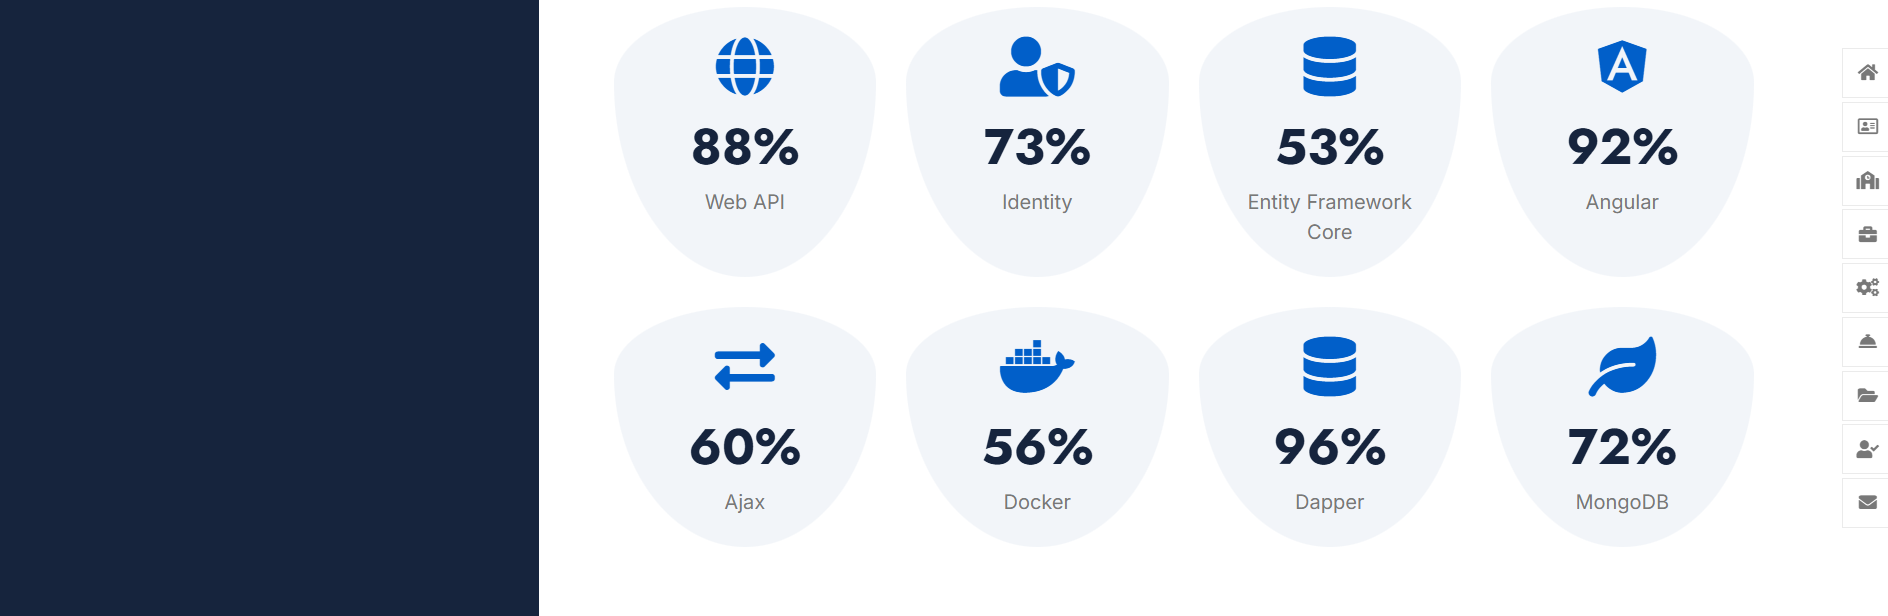 88%
Web API
73%
Identity
53%
Entity Framework
Core
92%
Angular
60%
Ajax
56%
Docker
96%
Dapper
72%
MongoDB